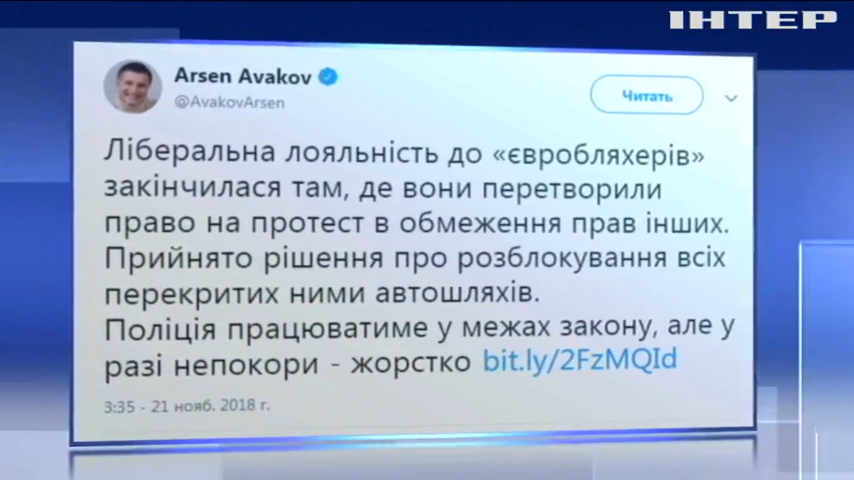 ІНТЕР
Arsen Avakov
@AvakovArsen
Читать
Ліберальна лояльність до «євробляхерів»
закінчилася там, де вони перетворили
право на протест в обмеження прав інших.
Прийнято рішення про розблокування всіх
перекритих ними автошляхів.
Поліція працюватиме у межах закону, але у
разі непокори - жорстко bit.ly/2FzMQId
3:35 - 21 нояб. 2018 г.